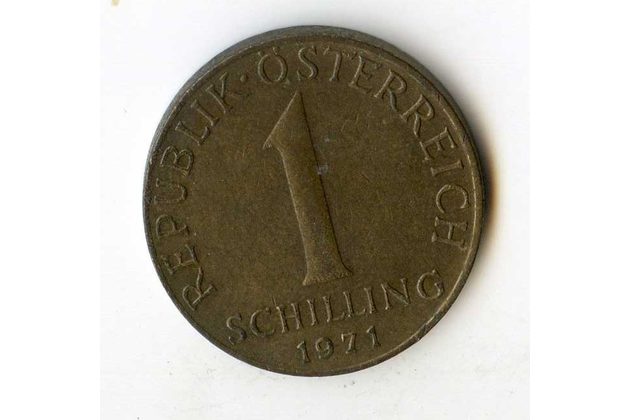 REPUBLIK · ÖSTERREICH
1
SCHILLING
1971